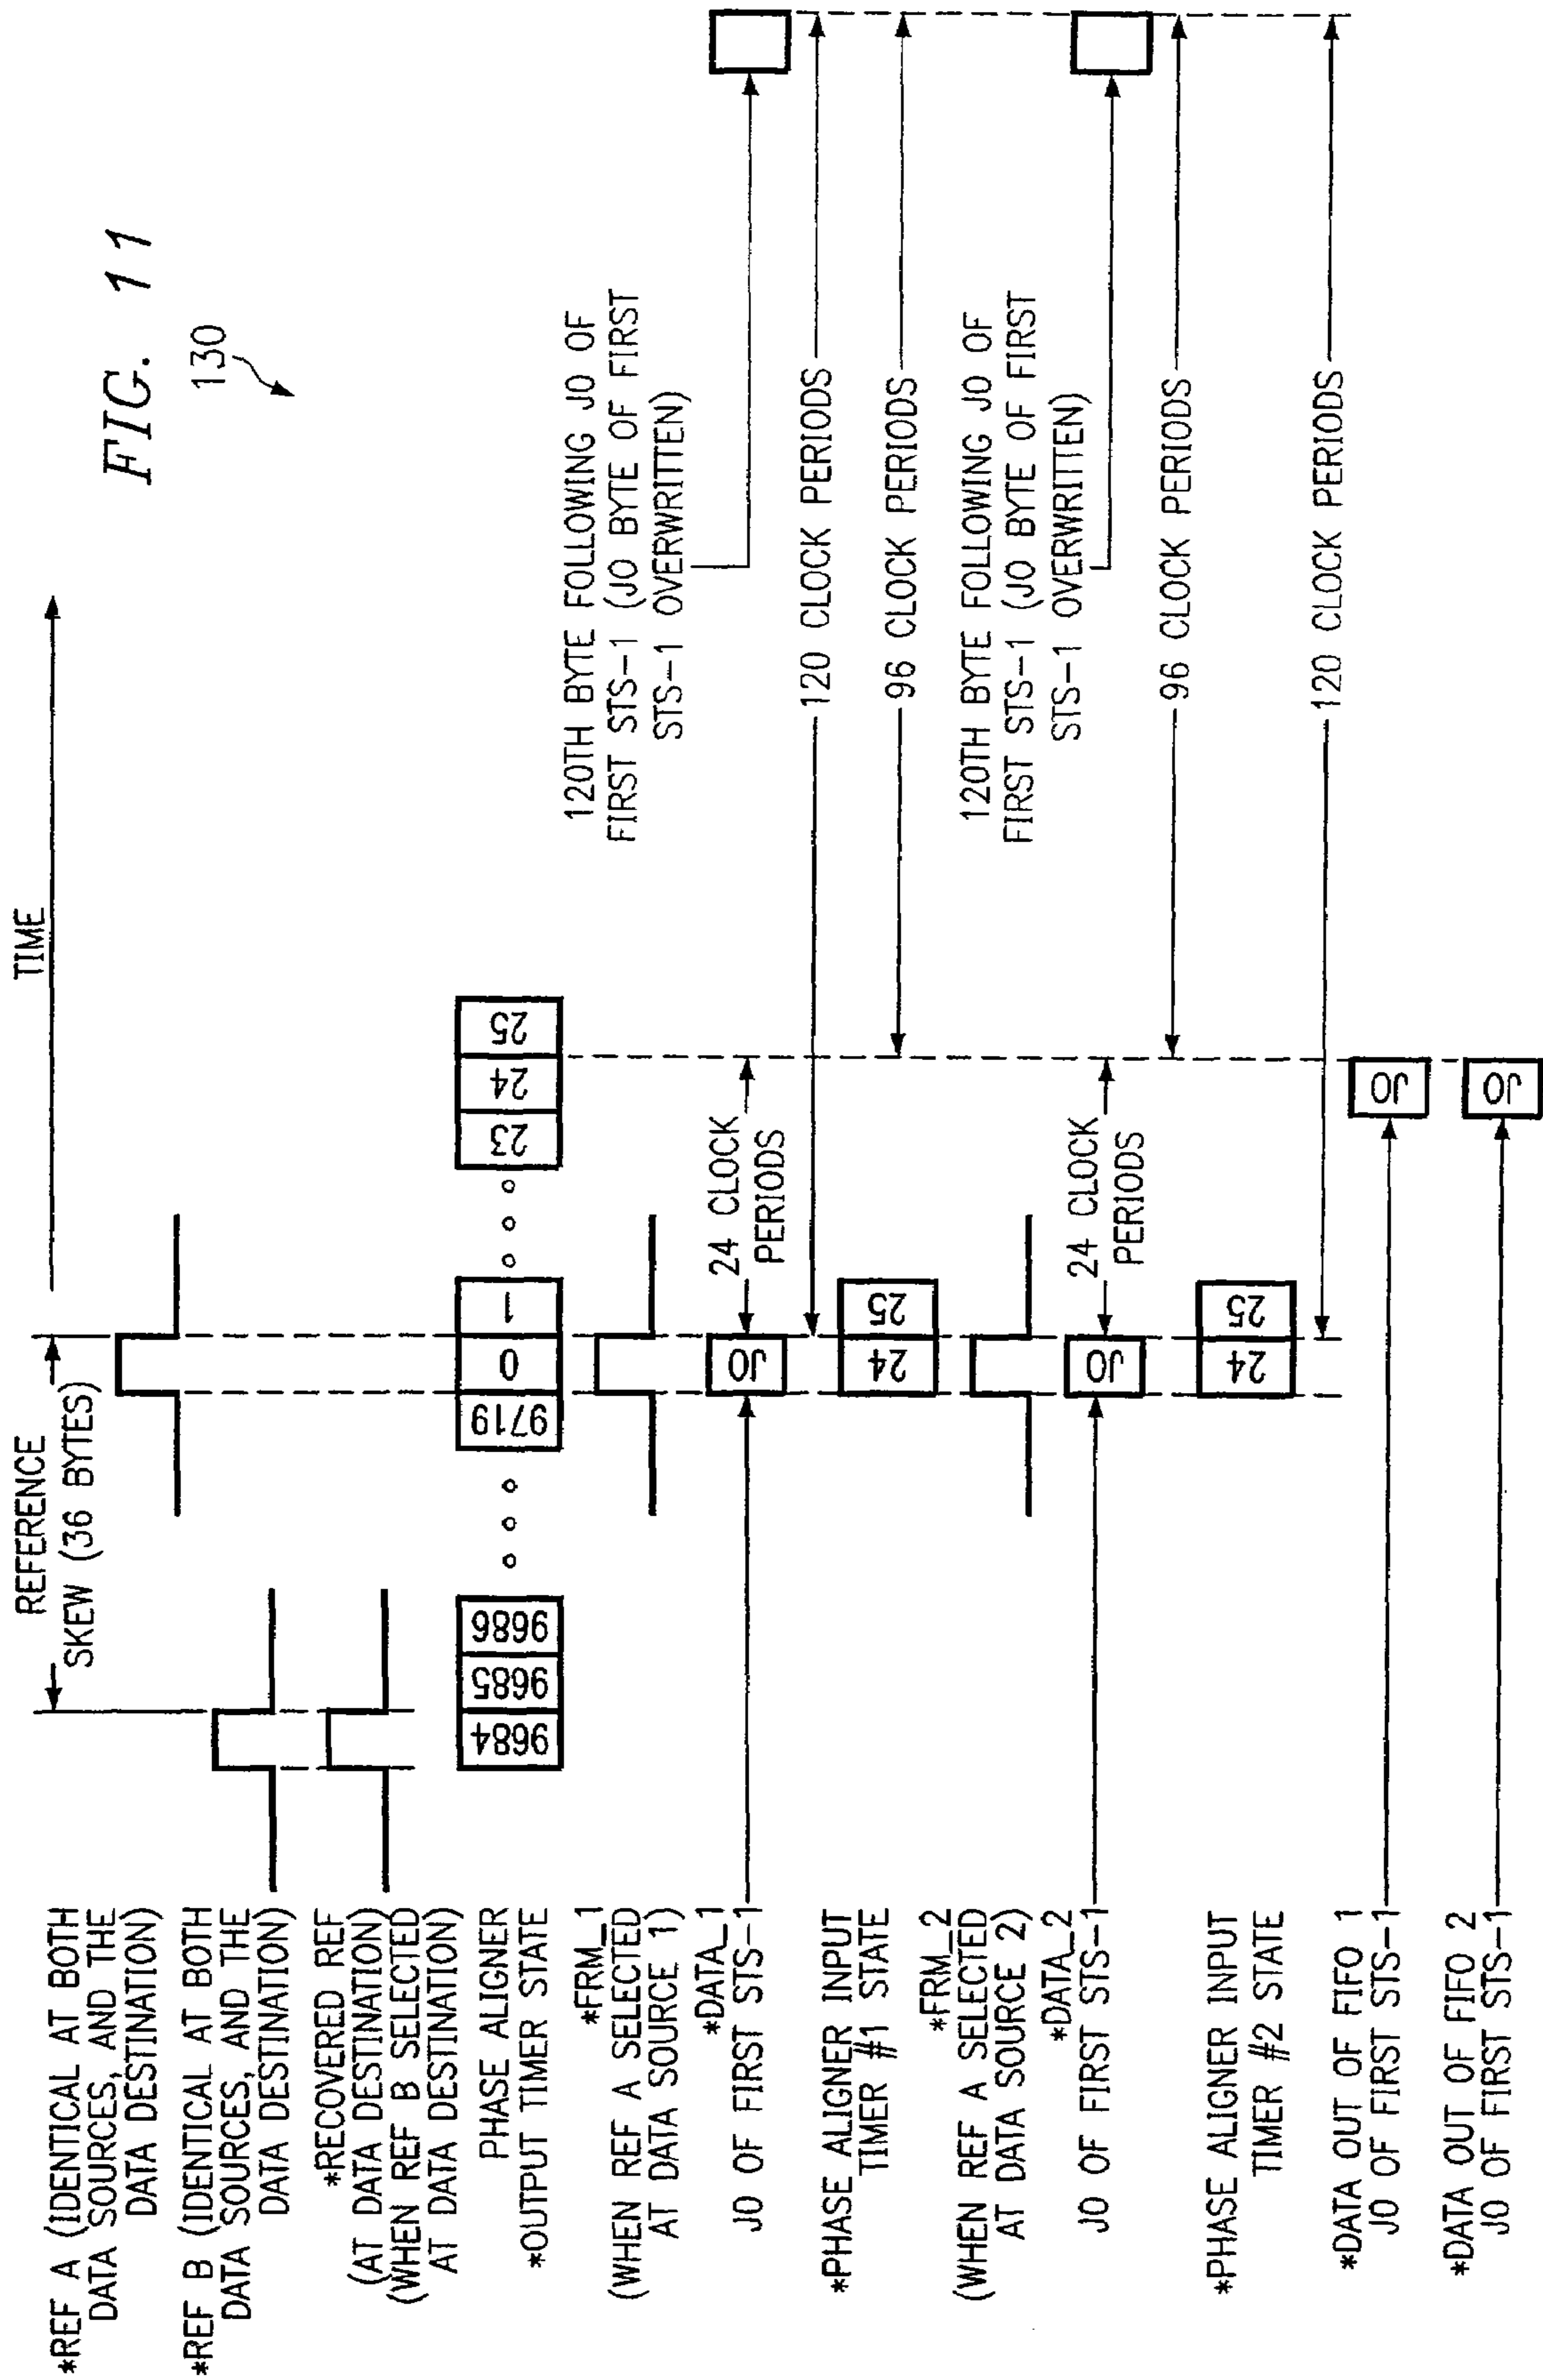 FIG. 11
130
TIME
REFERENCE
SKEW (36 BYTES)
*REF A (IDENTICAL AT BOTH
DATA SOURCES, AND THE
DATA DESTINATION)
*REF B (IDENTICAL AT BOTH
DATA SOURCES, AND THE
DATA DESTINATION)
*RECOVERED REF
(AT DATA DESTINATION)
(WHEN REF B SELECTED
AT DATA DESTINATION)
PHASE ALIGNER
*OUTPUT TIMER STATE
9684 9685 9686 9719 0 1 23 24 25
*FRM_1
(WHEN REF A SELECTED
AT DATA SOURCE 1)
*DATA_1
J0 OF FIRST STS-1
J0
24 CLOCK
PERIODS
120TH BYTE FOLLOWING J0 OF
FIRST STS-1 (J0 BYTE OF FIRST
STS-1 OVERWRITTEN)
120 CLOCK PERIODS
*PHASE ALIGNER INPUT
TIMER #1 STATE
24 25
96 CLOCK PERIODS
*FRM_2
(WHEN REF A SELECTED
AT DATA SOURCE 2)
*DATA_2
J0 OF FIRST STS-1
J0
24 CLOCK
PERIODS
120TH BYTE FOLLOWING J0 OF
FIRST STS-1 (J0 BYTE OF FIRST
STS-1 OVERWRITTEN)
96 CLOCK PERIODS
*PHASE ALIGNER INPUT
TIMER #2 STATE
24 25
120 CLOCK PERIODS
*DATA OUT OF FIFO 1
J0 OF FIRST STS-1
J0
*DATA OUT OF FIFO 2
J0 OF FIRST STS-1
J0